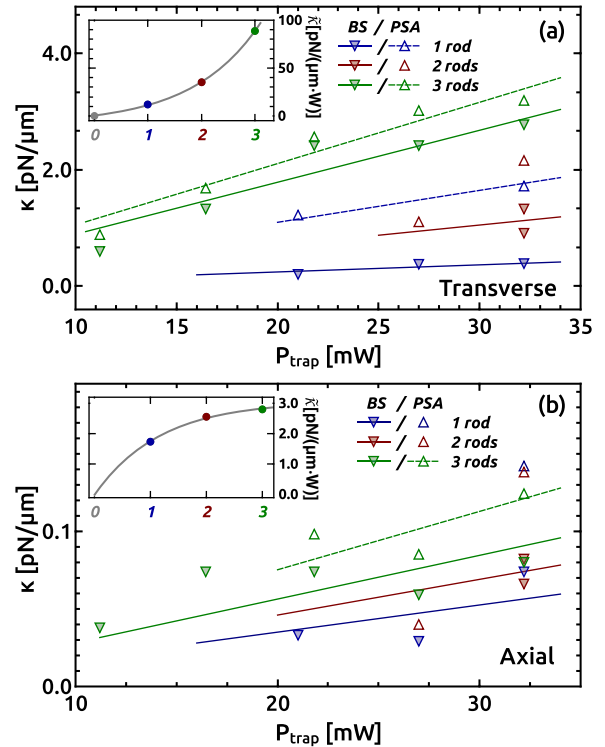 (a)
BS / PSA
1 rod
2 rods
3 rods
4.0
2.0
0.0
κ [pN/μm]
100
50
0
κ̃[pN/(μm·W)]
0 1 2 3
Transverse
10 15 20 25 30 35
P_trap [mW]
(b)
BS / PSA
1 rod
2 rods
3 rods
0.1
0.0
κ [pN/μm]
3.0
2.0
1.0
0.0
κ̃[pN/(μm·W)]
0 1 2 3
Axial
10 20 30
P_trap [mW]